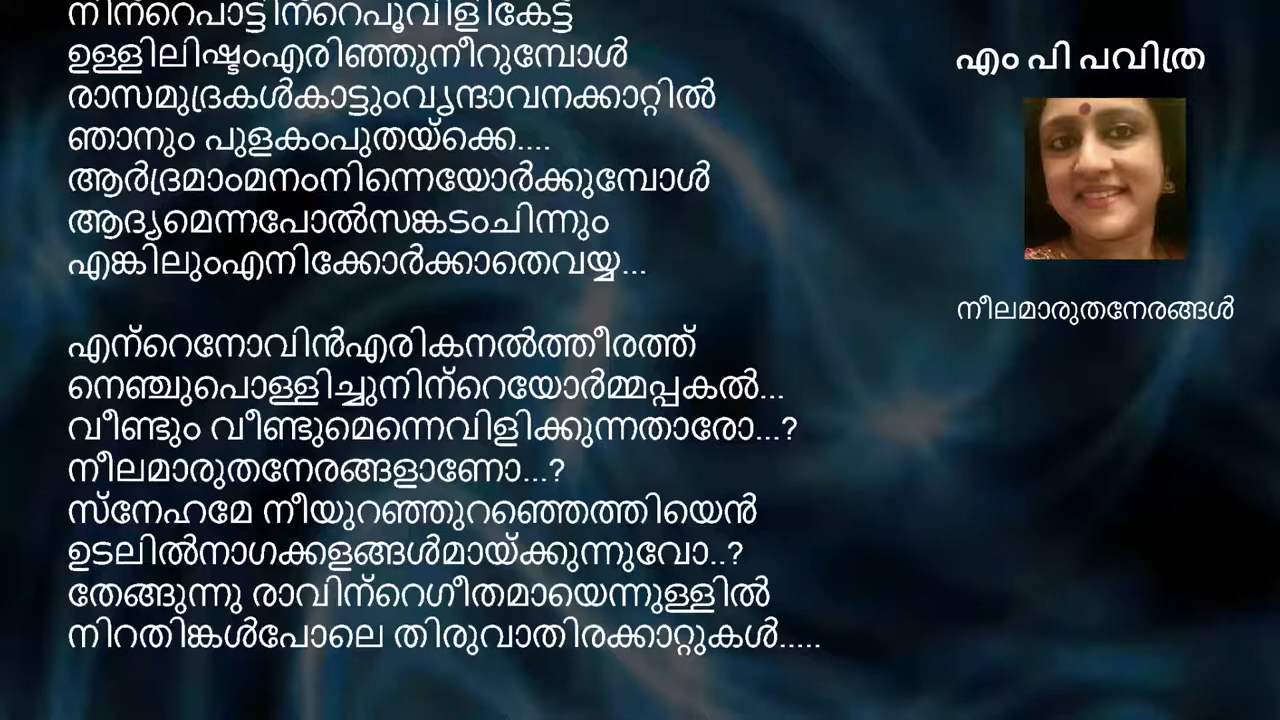 നിന്റെപാട്ടിന്റെപൂവിളികേട്ട്
ഉള്ളിലിഷ്ടംഎരിഞ്ഞുനീറുമ്പോൾ
രാസമുദ്രകൾകാട്ടുംവൃന്ദാവനക്കാറ്റിൽ
ഞാനും പുളകംപുതയ്ക്കെ....
ആർദ്രമാംമനംനിന്നെയോർക്കുമ്പോൾ
ആദ്യമെന്നപോൽസങ്കടംചിന്നും
എങ്കിലുംഎനിക്കോർക്കാതെവയ്യ...
എന്റെനോവിൻഎരികനൽത്തീരത്ത്
നെഞ്ചുപൊള്ളിച്ചുനിന്റെയോർമ്മപ്പകൽ...
വീണ്ടും വീണ്ടുമെന്നെവിളിക്കുന്നതാരോ...?
നീലമാരുതനേരങ്ങളാണോ...?
സ്നേഹമേ നീയുറഞ്ഞുറഞ്ഞെത്തിയെൻ
ഉടലിൽനാഗക്കളങ്ങൾമായ്ക്കുന്നുവോ..?
തേങ്ങുന്നു രാവിന്റെഗീതമായെന്നുള്ളിൽ
നിറതിങ്കൾപോലെ തിരുവാതിരക്കാറ്റുകൾ.....
എം പി പവിത്ര
നീലമാരുതനേരങ്ങൾ